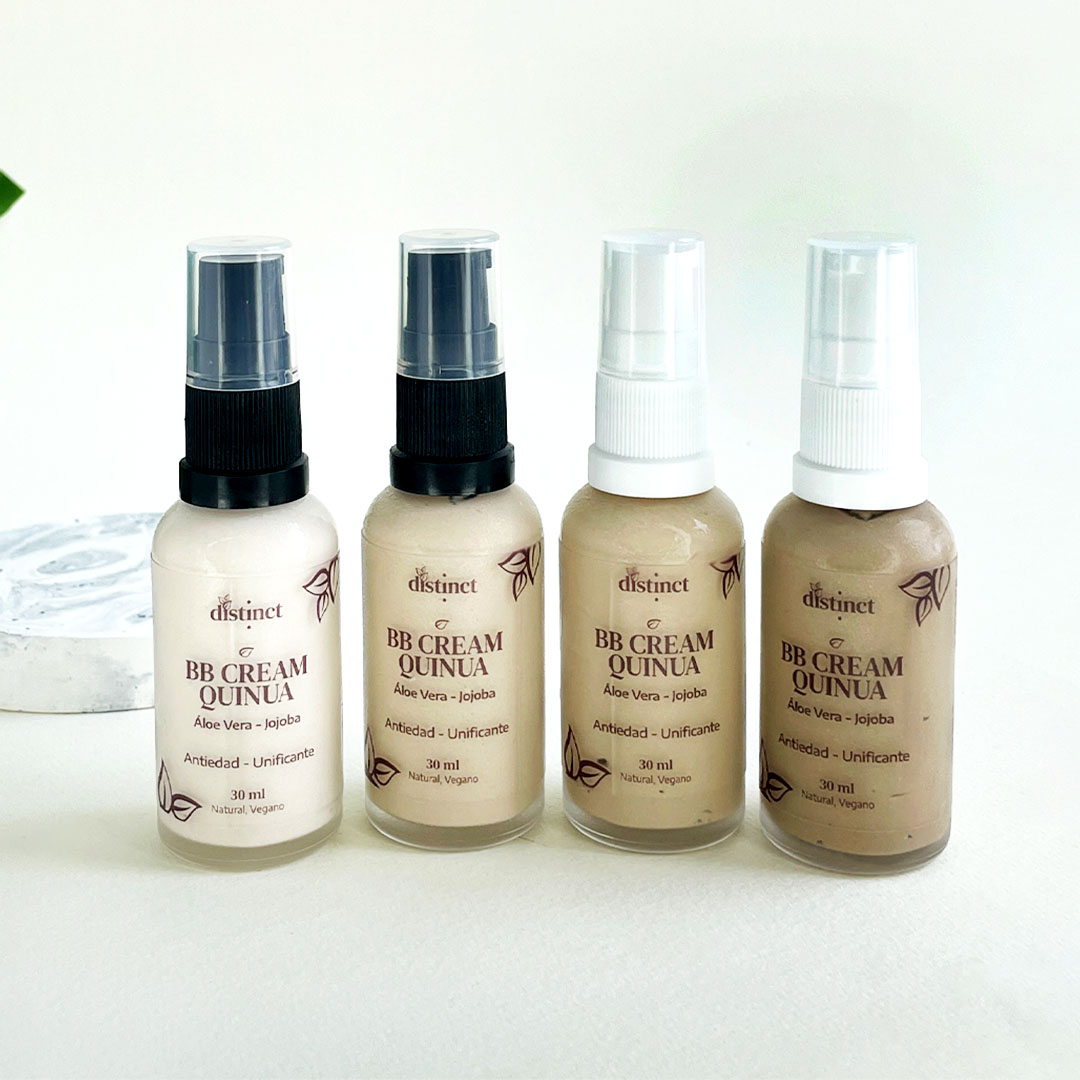 distinct
BB CREAM
QUINUA
Áloe Vera - Jojoba
Antiedad - Unificante
30 ml
Natural, Vegano
distinct
BB CREAM
QUINUA
Áloe Vera - Jojoba
Antiedad - Unificante
30 ml
Natural, Vegano
distinct
BB CREAM
QUINUA
Áloe Vera - Jojoba
Antiedad - Unificante
30 ml
Natural, Vegano
distinct
BB CREAM
QUINUA
Áloe Vera - Jojoba
Antiedad - Unificante
30 ml
Natural, Vegano